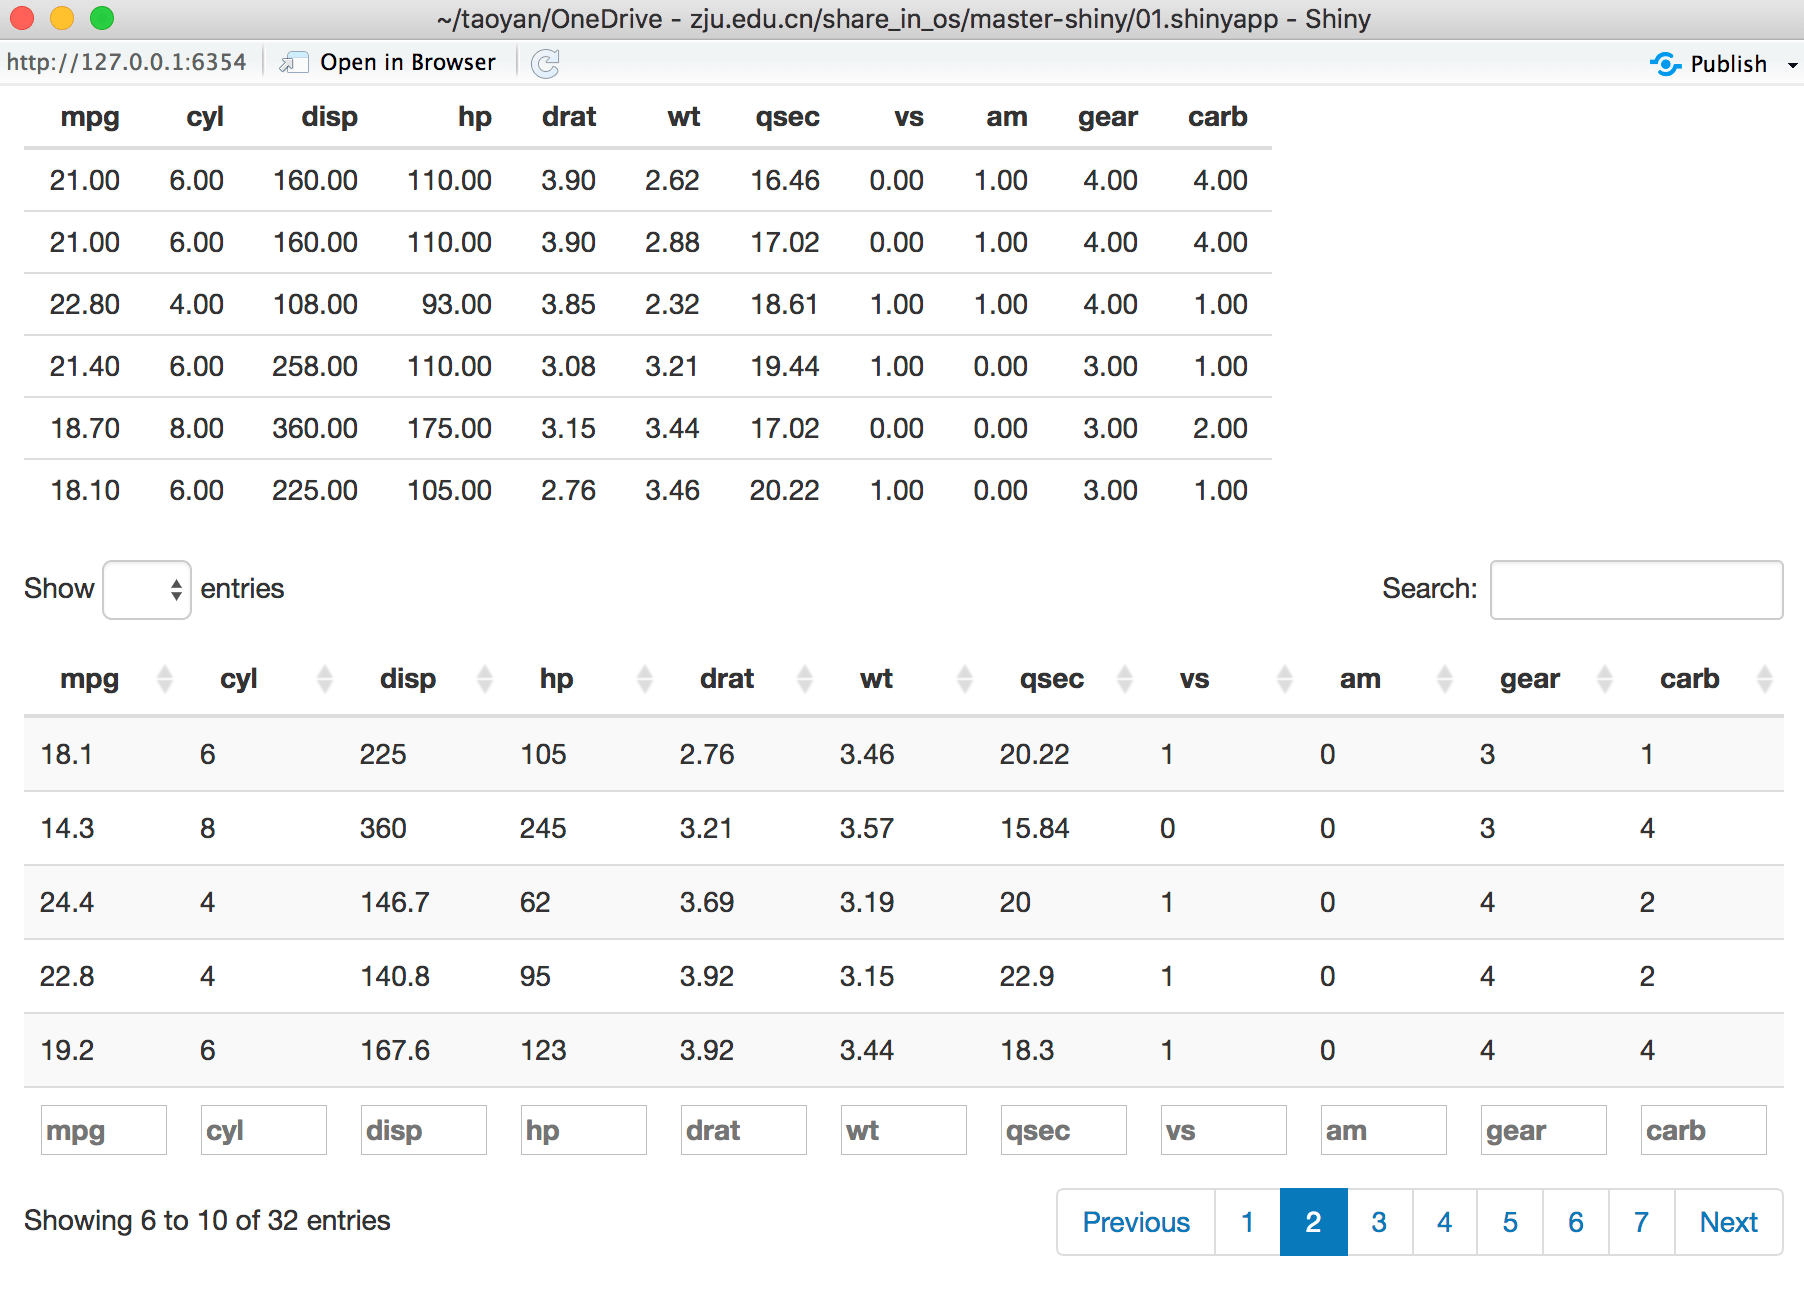 ~/taoyan/OneDrive - zju.edu.cn/share_in_os/master-shiny/01.shinyapp - Shiny
http://127.0.0.1:6354 Open in Browser Publish
mpg cyl disp hp drat wt qsec vs am gear carb
21.00 6.00 160.00 110.00 3.90 2.62 16.46 0.00 1.00 4.00 4.00
21.00 6.00 160.00 110.00 3.90 2.88 17.02 0.00 1.00 4.00 4.00
22.80 4.00 108.00 93.00 3.85 2.32 18.61 1.00 1.00 4.00 1.00
21.40 6.00 258.00 110.00 3.08 3.21 19.44 1.00 0.00 3.00 1.00
18.70 8.00 360.00 175.00 3.15 3.44 17.02 0.00 0.00 3.00 2.00
18.10 6.00 225.00 105.00 2.76 3.46 20.22 1.00 0.00 3.00 1.00
Show entries Search:
mpg cyl disp hp drat wt qsec vs am gear carb
18.1 6 225 105 2.76 3.46 20.22 1 0 3 1
14.3 8 360 245 3.21 3.57 15.84 0 0 3 4
24.4 4 146.7 62 3.69 3.19 20 1 0 4 2
22.8 4 140.8 95 3.92 3.15 22.9 1 0 4 2
19.2 6 167.6 123 3.92 3.44 18.3 1 0 4 4
mpg cyl disp hp drat wt qsec vs am gear carb
Showing 6 to 10 of 32 entries Previous 1 2 3 4 5 6 7 Next